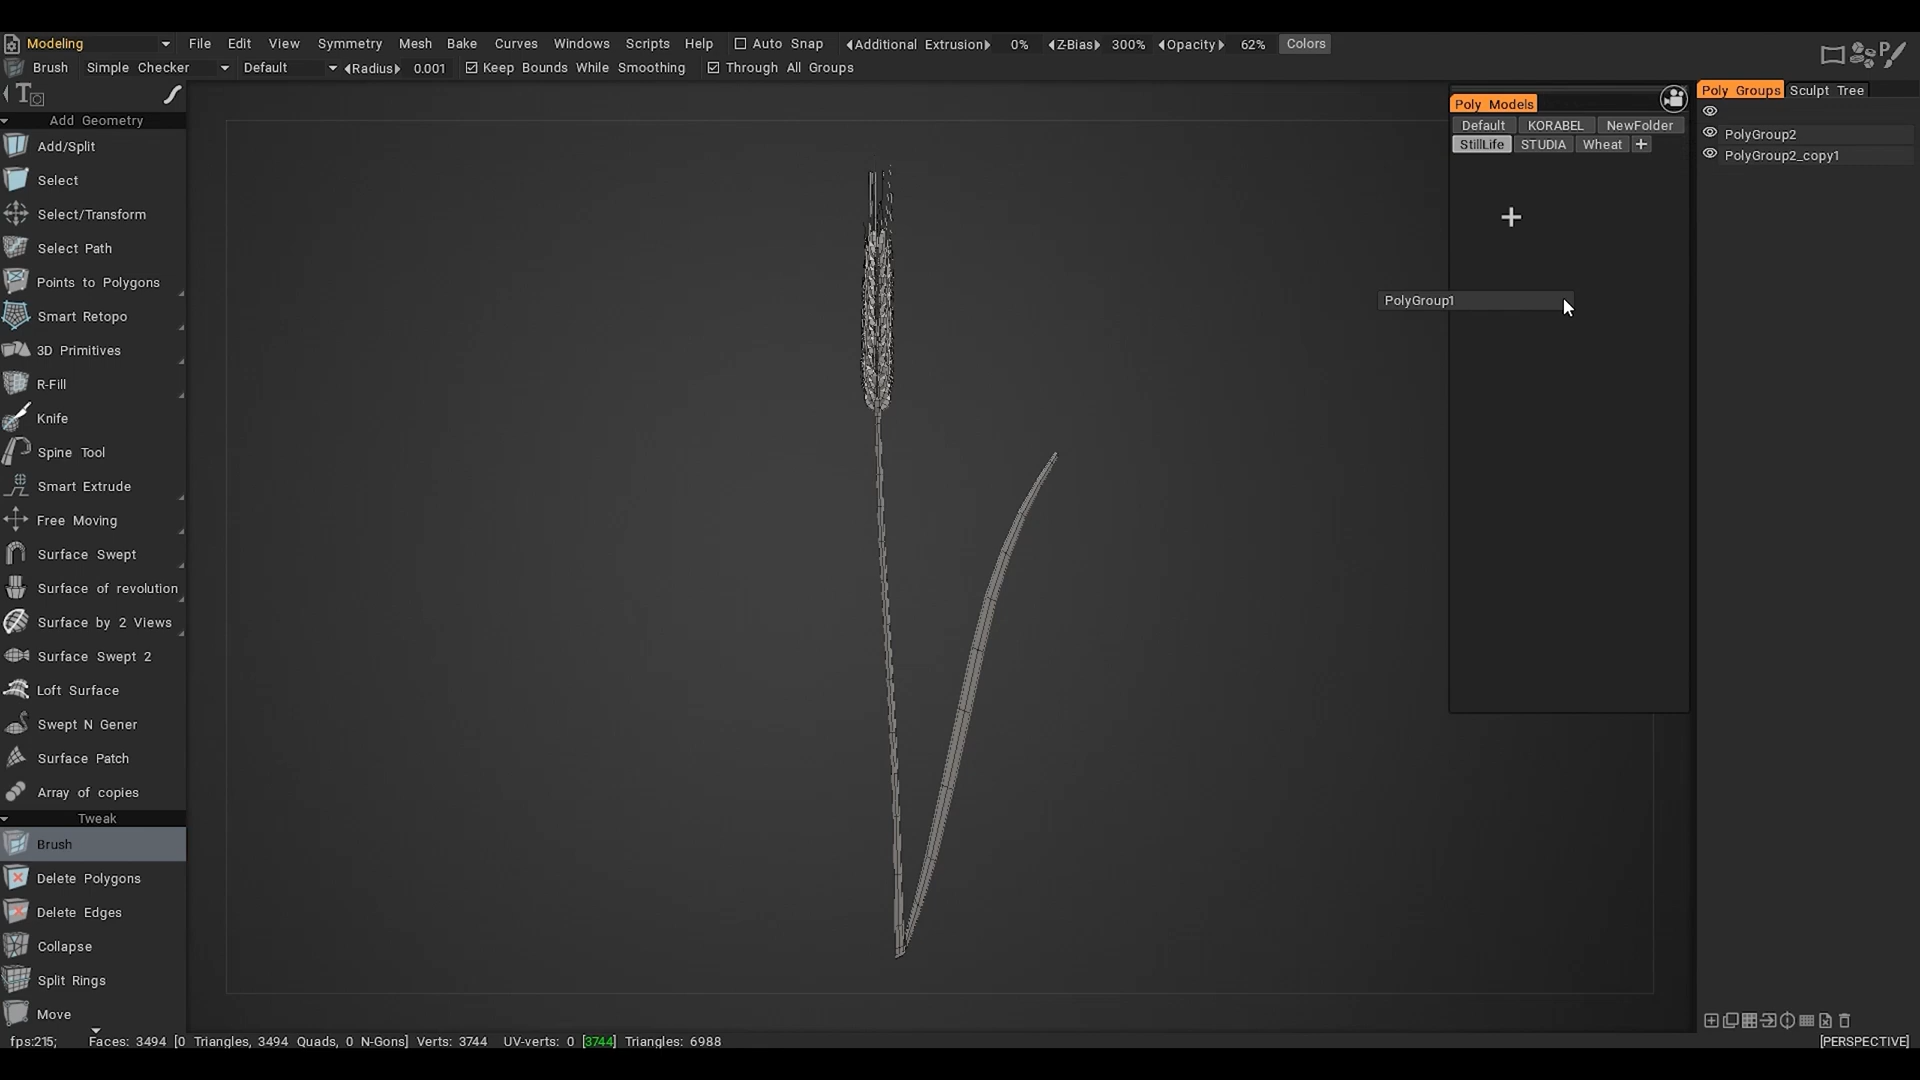 Modeling File Edit View Symmetry Mesh Bake Curves Windows Scripts Help Auto Snap Additional Extrusion 0% Z-Bias 300% Opacity 62% Colors
Brush Simple Checker Default Radius 0.001 Keep Bounds While Smoothing Through All Groups
Add Geometry
Add/Split
Select
Select/Transform
Select Path
Points to Polygons
Smart Retopo
3D Primitives
R-Fill
Knife
Spine Tool
Smart Extrude
Free Moving
Surface Swept
Surface of revolution
Surface by 2 Views
Surface Swept 2
Loft Surface
Swept N Gener
Surface Patch
Array of copies
Tweak
Brush
Delete Polygons
Delete Edges
Collapse
Split Rings
Move
Poly Models
Default KORABEL NewFolder
StillLife STUDIA Wheat +
PolyGroup1
Poly Groups Sculpt Tree
PolyGroup2
PolyGroup2_copy1
fps:215; Faces: 3494 [0 Triangles, 3494 Quads, 0 N-Gons] Verts: 3744 UV-verts: 0 [3744] Triangles: 6988 [PERSPECTIVE]